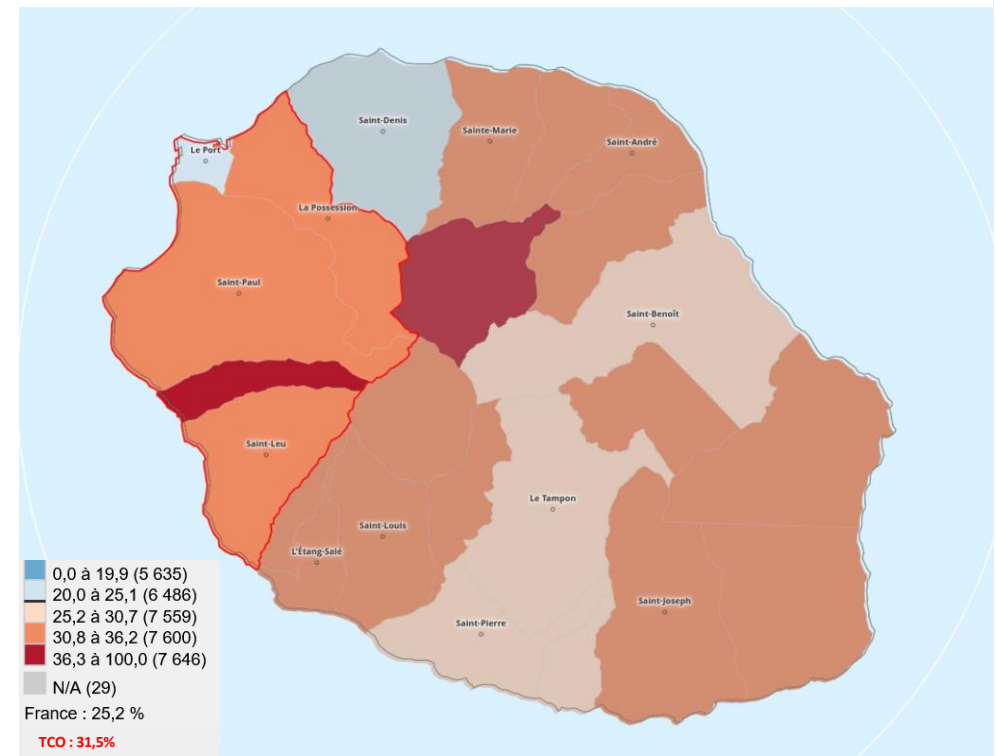 Saint-Denis
Sainte-Marie
Saint-André
Le Port
La Possession
Saint-Paul
Saint-Benoît
Saint-Leu
Le Tampon
Saint-Louis
L'Étang-Salé
Saint-Joseph
Saint-Pierre
0,0 à 19,9 (5 635)
20,0 à 25,1 (6 486)
25,2 à 30,7 (7 559)
30,8 à 36,2 (7 600)
36,3 à 100,0 (7 646)
N/A (29)
France : 25,2 %
TCO : 31,5%